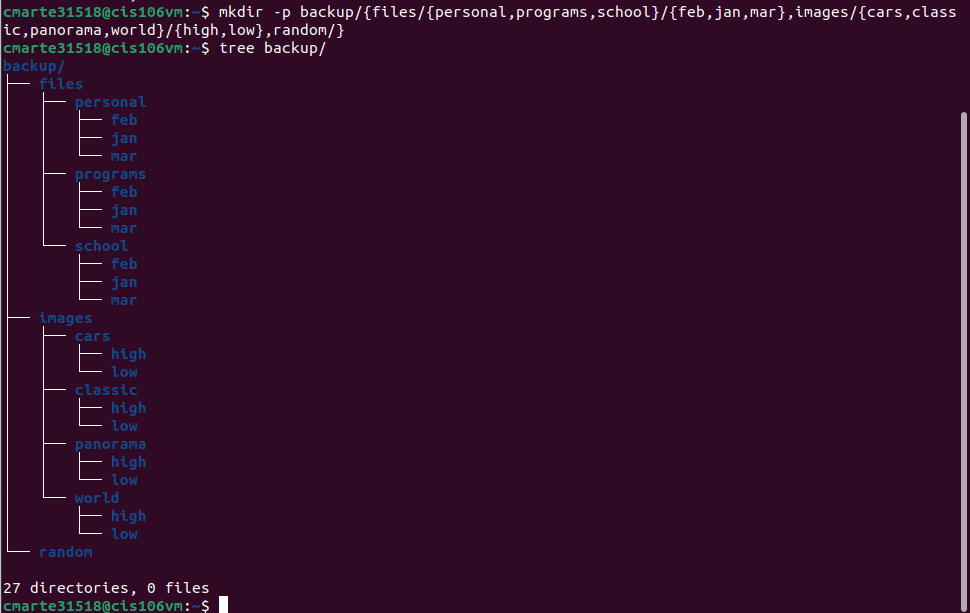 cmarte31518@cis106vm:~$ mkdir -p backup/{files/{personal,programs,school}/{feb,jan,mar},images/{cars,class
ic,panorama,world}/{high,low},random/}
cmarte31518@cis106vm:~$ tree backup/
backup/
├── files
│   ├── personal
│   │   ├── feb
│   │   ├── jan
│   │   └── mar
│   ├── programs
│   │   ├── feb
│   │   ├── jan
│   │   └── mar
│   └── school
│       ├── feb
│       ├── jan
│       └── mar
├── images
│   ├── cars
│   │   ├── high
│   │   └── low
│   ├── classic
│   │   ├── high
│   │   └── low
│   ├── panorama
│   │   ├── high
│   │   └── low
│   └── world
│       ├── high
│       └── low
└── random

27 directories, 0 files
cmarte31518@cis106vm:~$